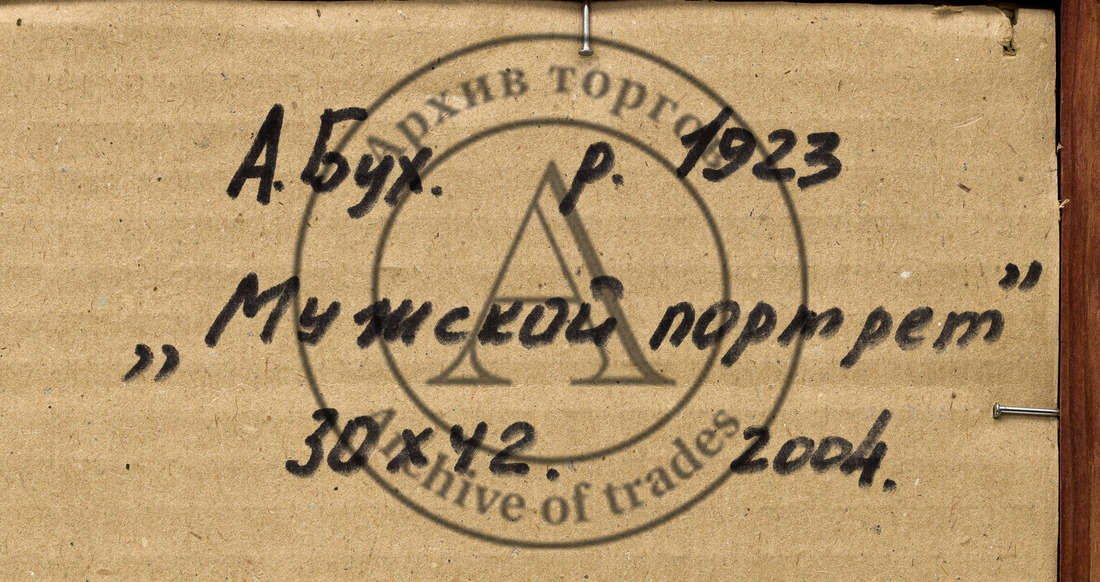 А.Бух. р. 1923
„Мужской портрет”
30х42. 2004.
Архив торгов
Archive of trades